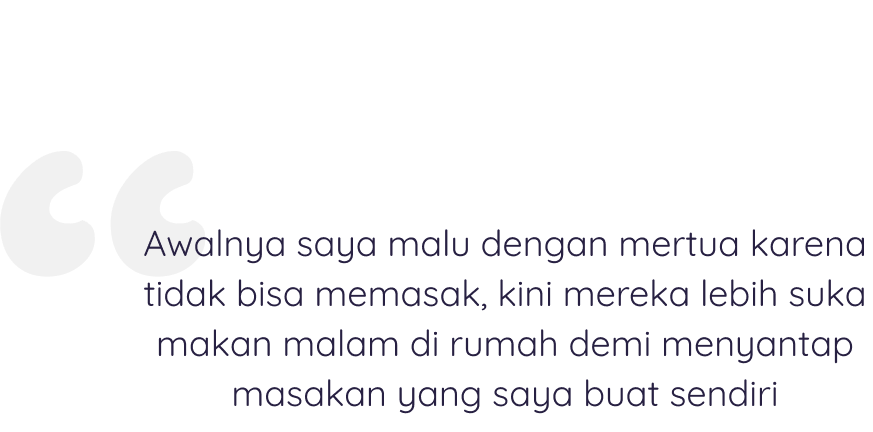 “
Awalnya saya malu dengan mertua karena
tidak bisa memasak, kini mereka lebih suka
makan malam di rumah demi menyantap
masakan yang saya buat sendiri